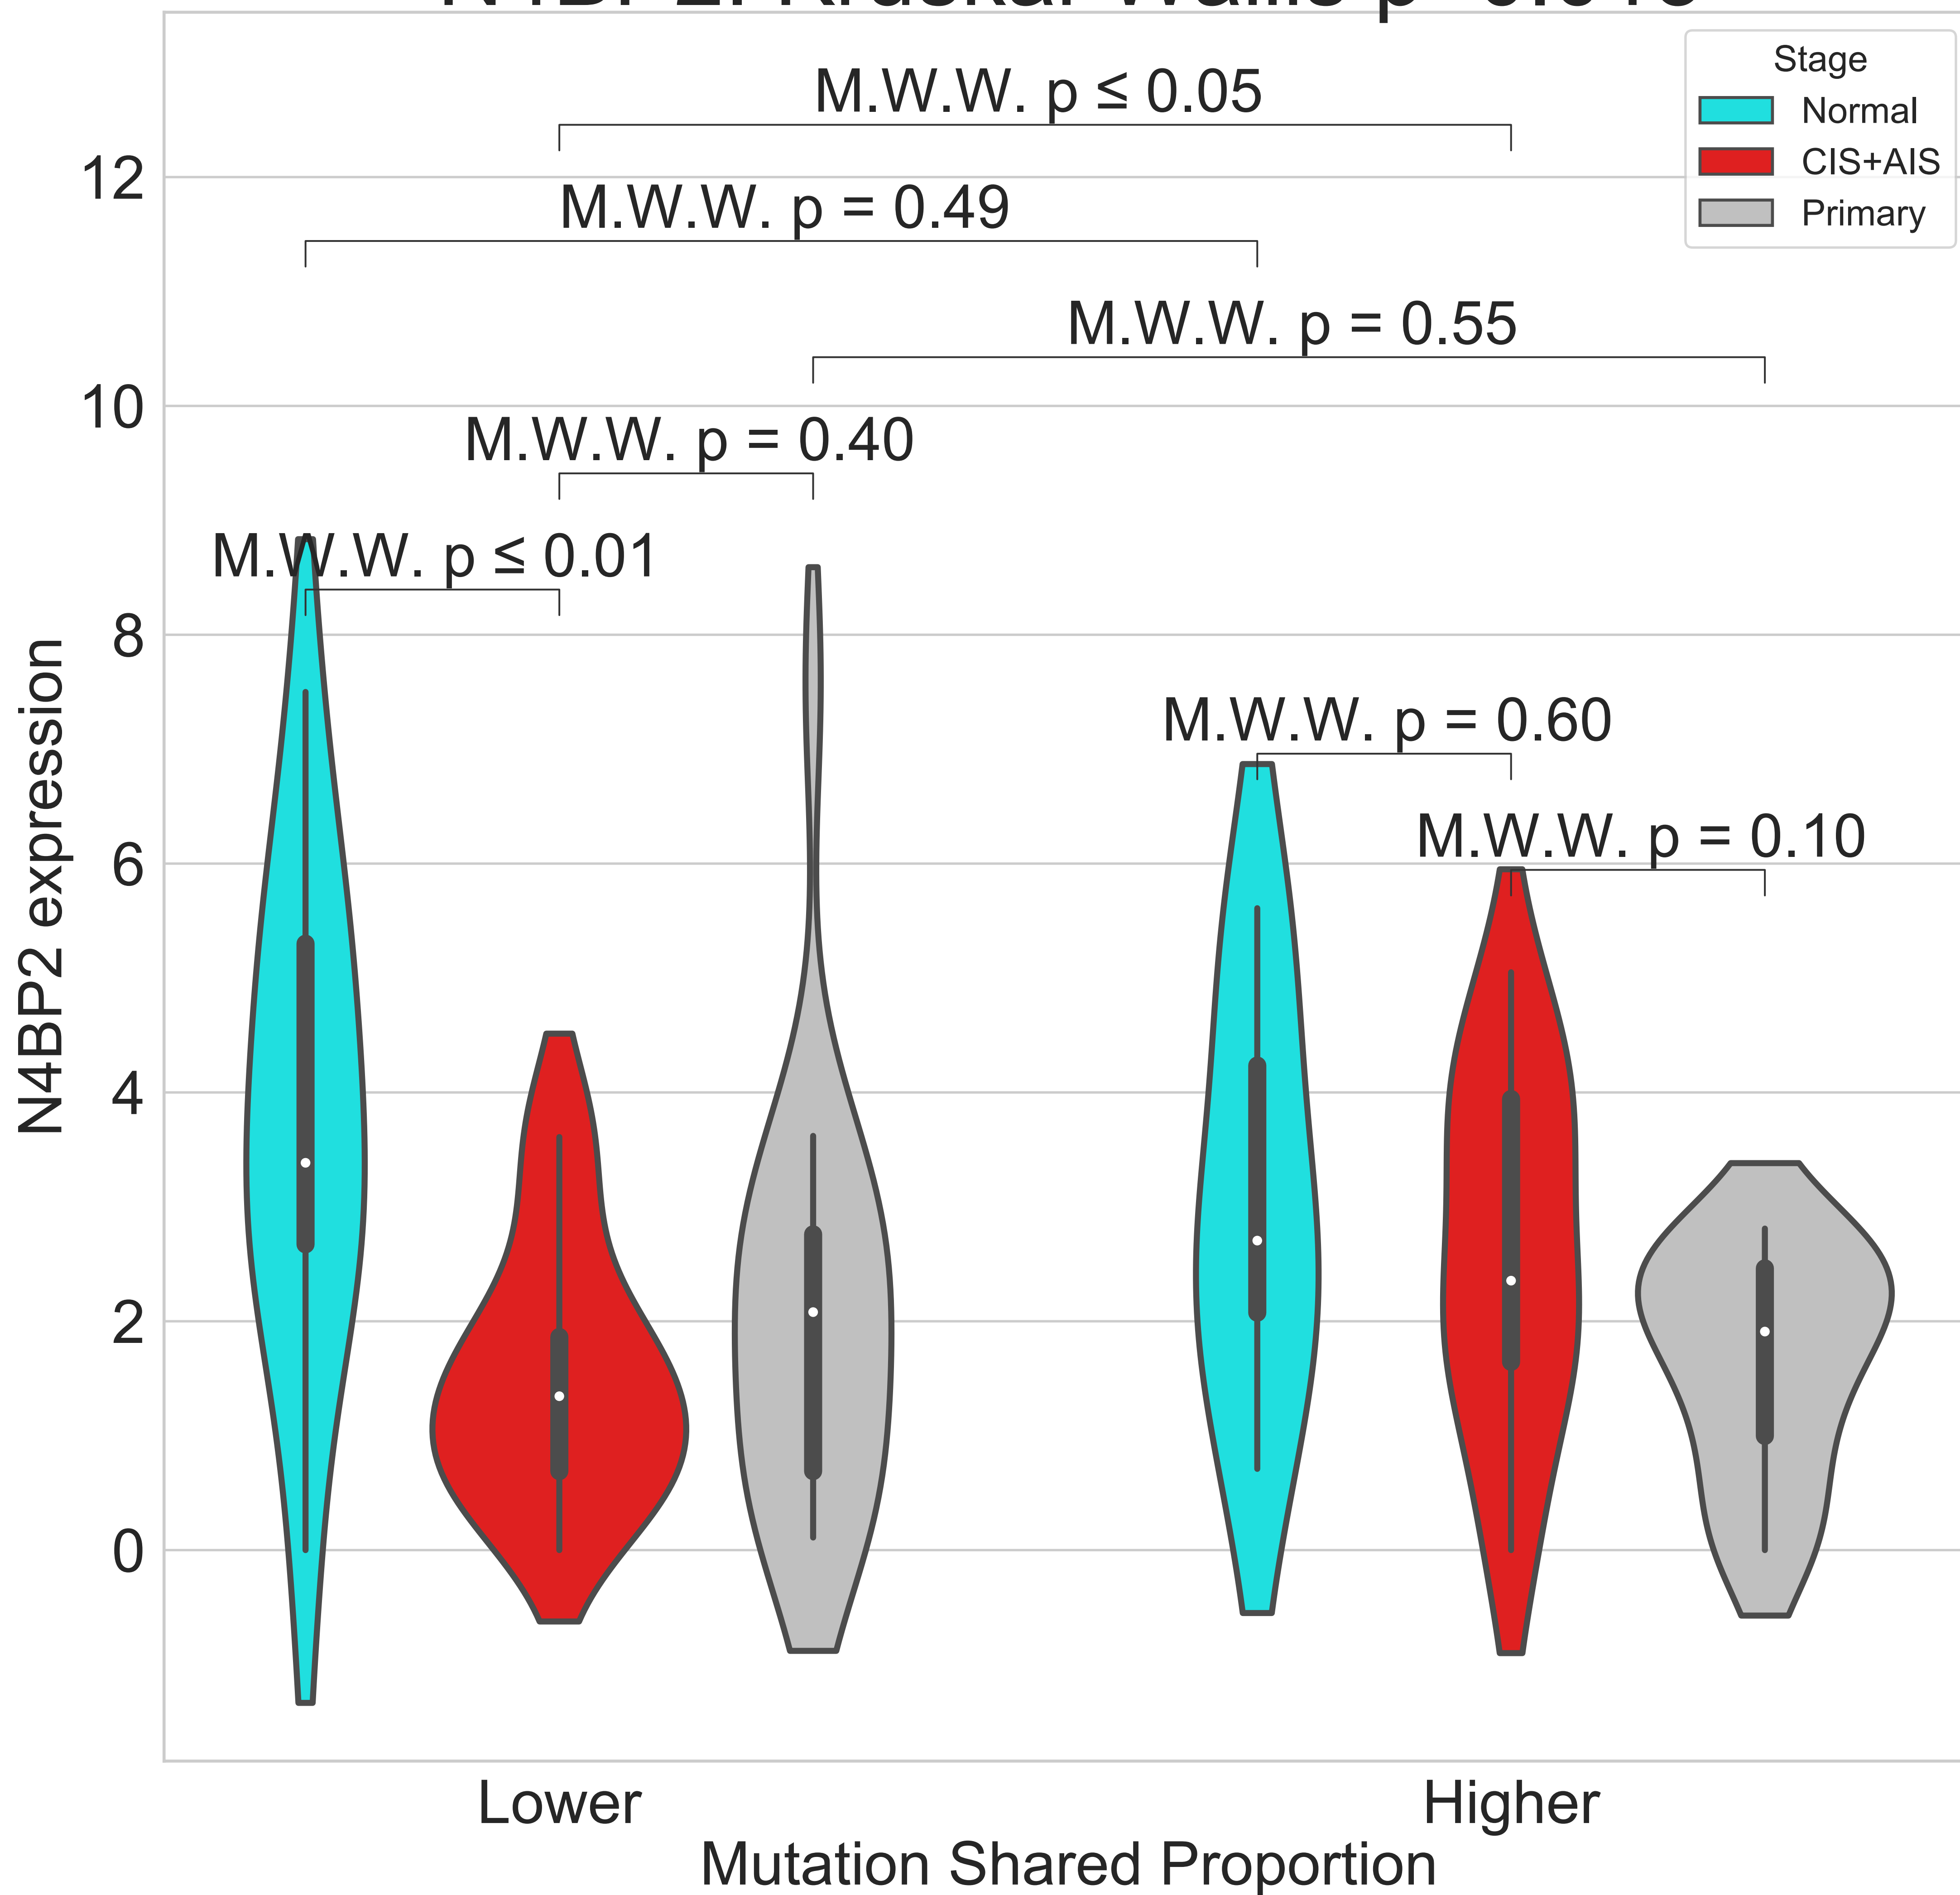 Stage
Normal
CIS+AIS
Primary
M.W.W. p ≤ 0.05
12
M.W.W. p = 0.49
M.W.W. p = 0.55
10
M.W.W. p = 0.40
M.W.W. p ≤ 0.01
8
M.W.W. p = 0.60
M.W.W. p = 0.10
6
N4BP2 expression
4
2
0
Lower
Higher
Mutation Shared Proportion